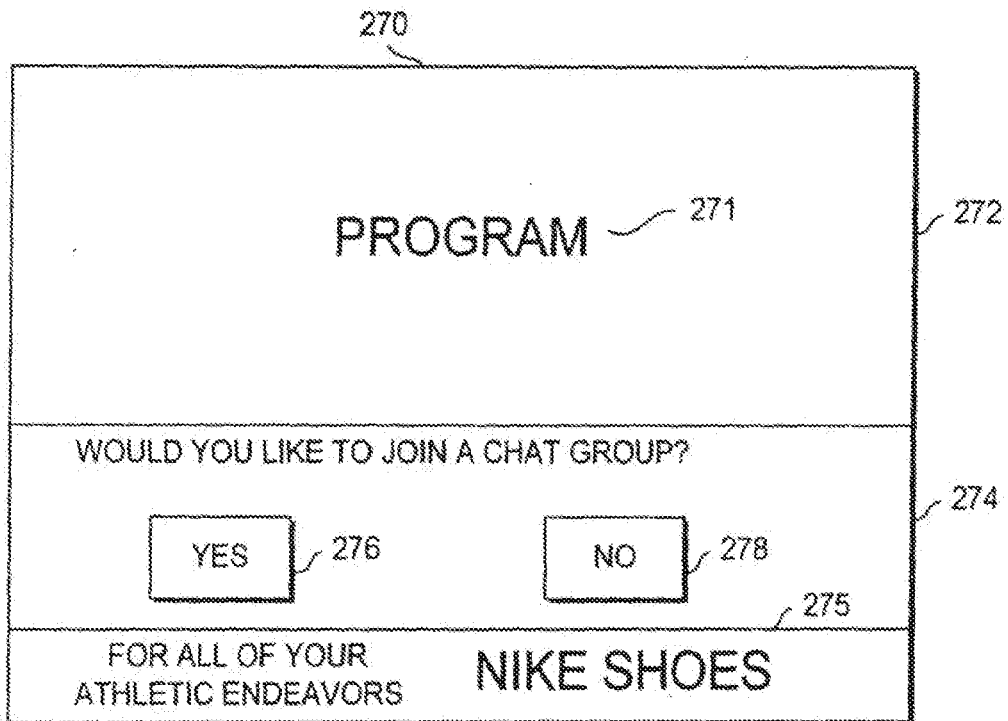 270
PROGRAM 271
272
WOULD YOU LIKE TO JOIN A CHAT GROUP?
274
YES 276 NO 278
275
FOR ALL OF YOUR
ATHLETIC ENDEAVORS
NIKE SHOES